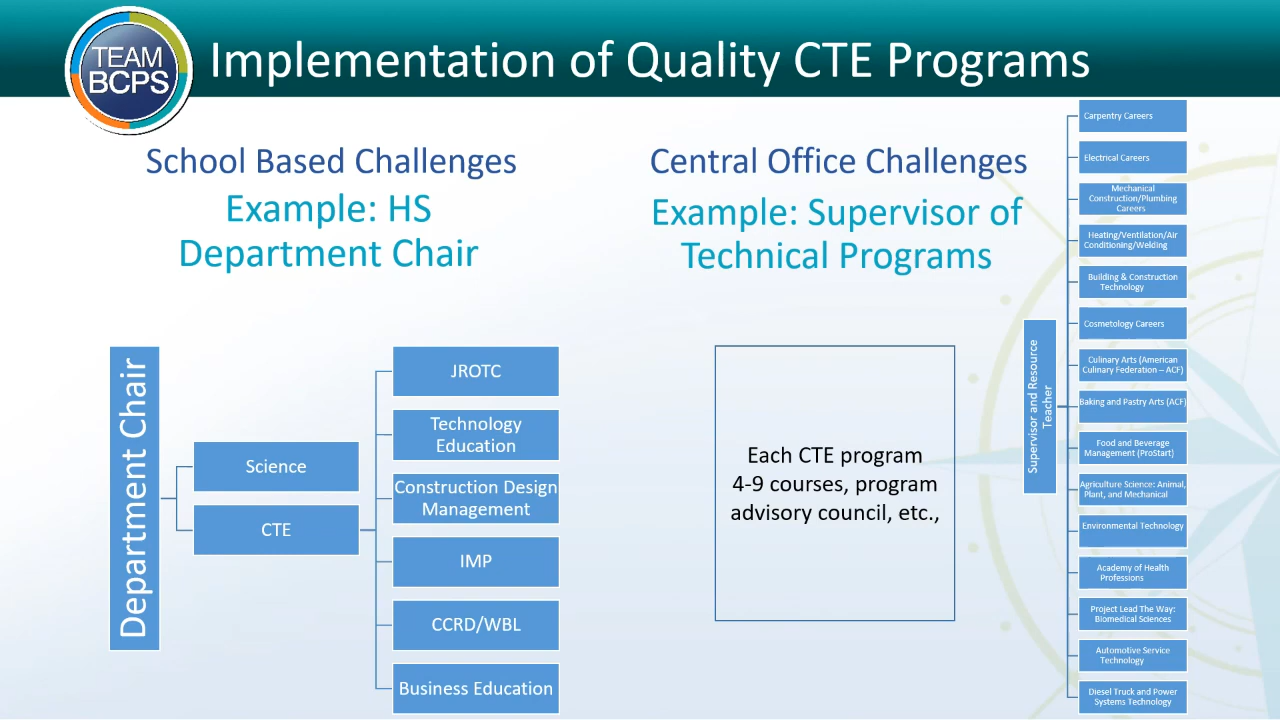 TEAM
BCPS
Implementation of Quality CTE Programs
School Based Challenges
Example: HS
Department Chair
Department Chair
Science
CTE
JROTC
Technology
Education
Construction Design
Management
IMP
CCRD/WBL
Business Education
Central Office Challenges
Example: Supervisor of
Technical Programs
Each CTE program
4-9 courses, program
advisory council, etc.,
Supervisor and Resource
Teacher
Carpentry Careers
Electrical Careers
Mechanical
Construction/Plumbing
Careers
Heating/Ventilation/Air
Conditioning/Welding
Building & Construction
Technology
Cosmetology Careers
Culinary Arts (American
Culinary Federation – ACF)
Baking and Pastry Arts (ACF)
Food and Beverage
Management (ProStart)
Agriculture Science: Animal,
Plant, and Mechanical
Environmental Technology
Academy of Health
Professions
Project Lead The Way:
Biomedical Sciences
Automotive Service
Technology
Diesel Truck and Power
Systems Technology